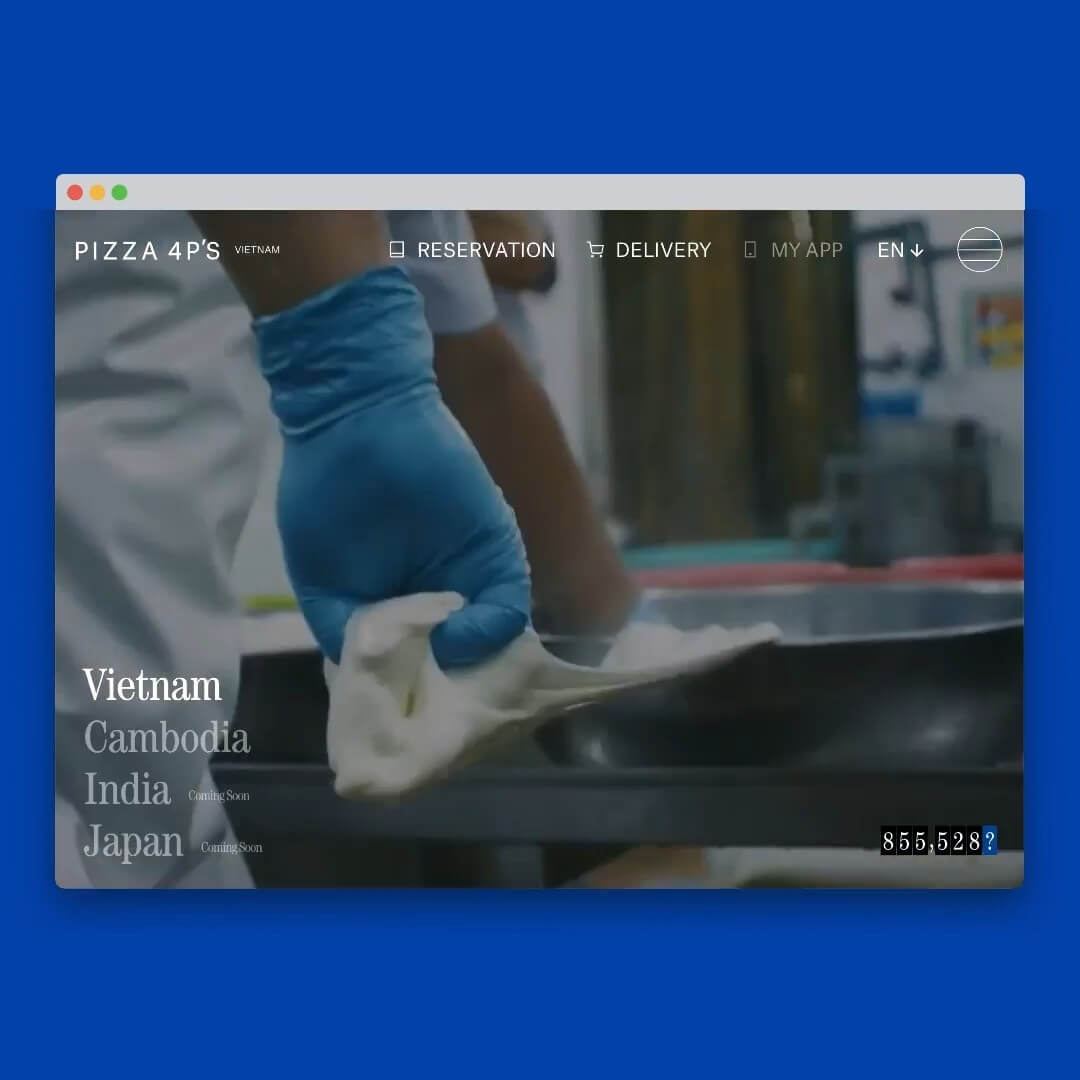 PIZZA 4P'S VIETNAM RESERVATION DELIVERY MY APP EN ↓
Vietnam
Cambodia
India Coming Soon
Japan Coming Soon
855,528?